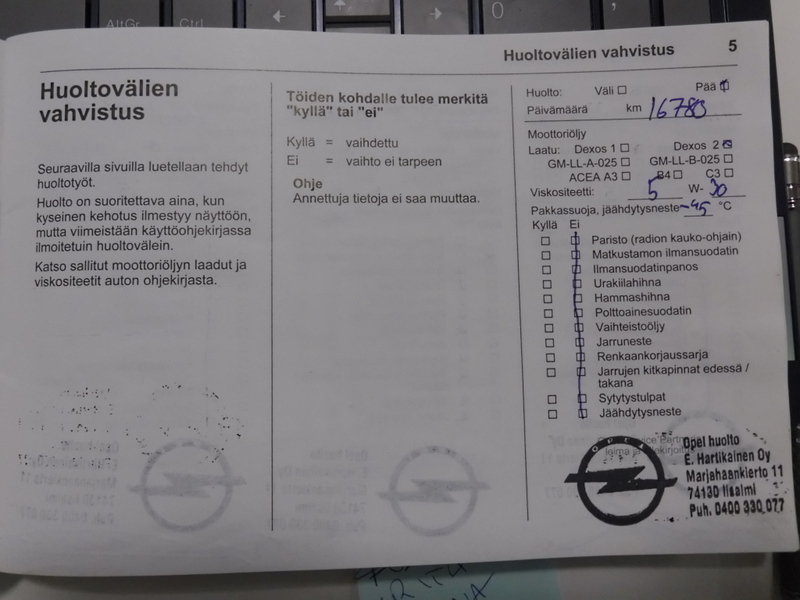 AltGr
Ctrl
0
Huoltovälien vahvistus 5
Huoltovälien
vahvistus
Seuraavilla sivuilla luetellaan tehdyt
huoltotyöt.
Huolto on suoritettava aina, kun
kyseinen kehotus ilmestyy näyttöön,
mutta viimeistään käyttöohjekirjassa
ilmoitetuin huoltovälein.
Katso sallitut moottoriöljyn laadut ja
viskositeetit auton ohjekirjasta.
Töiden kohdalle tulee merkitä
"kyllä" tai "ei"
Kyllä = vaihdettu
Ei = vaihto ei tarpeen
Ohje
Annettuja tietoja ei saa muuttaa.
Huolto: Väli Pää
Päivämäärä km 16780
Moottoriöljy
Laatu: Dexos 1 Dexos 2
GM-LL-A-025 GM-LL-B-025
ACEA A3 B4 C3
Viskositeetti: 5 W- 30
Pakkassuoja, jäähdytysneste -45 °C
Kyllä Ei
Paristo (radion kauko-ohjain)
Matkustamon ilmansuodatin
Ilmansuodatinpanos
Urakiilahihna
Hammashihna
Polttoainesuodatin
Vaihteistoöljy
Jarruneste
Renkaankorjaussarja
Jarrujen kitkapinnat edessä /
takana
Sytytystulpat
Jäähdytysneste
OPEL
Opel huolto
E. Hartikainen Oy
Marjahaankierto 11
74130 Iisalmi
Puh. 0400 330 077